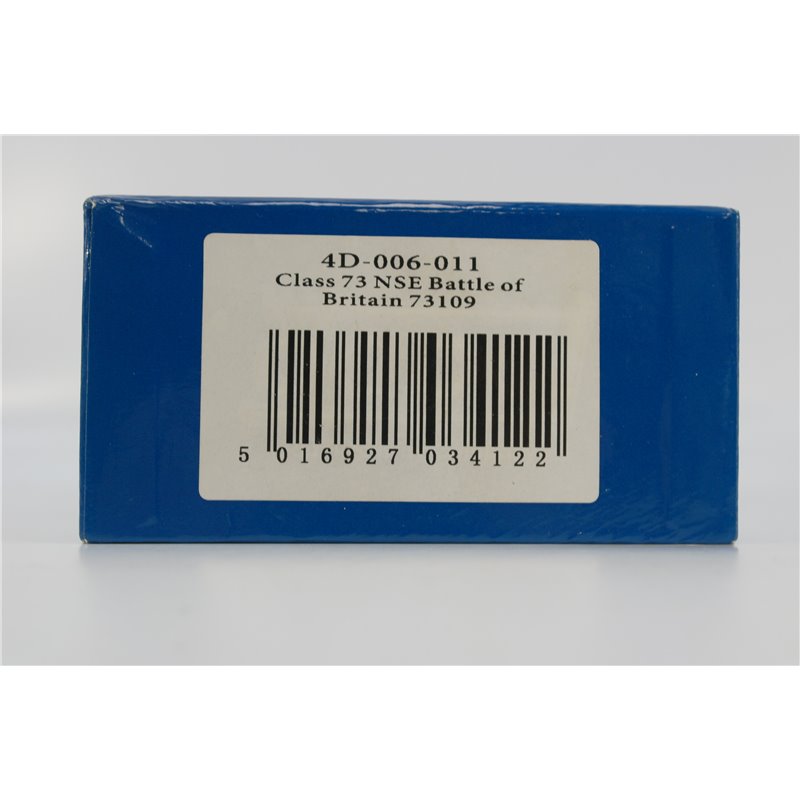 4D-006-011
Class 73 NSE Battle of
Britain 73109
5 016927 034122